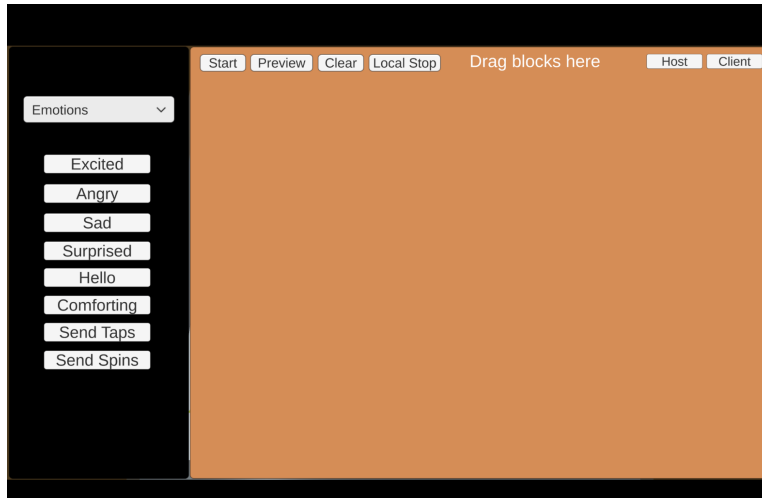 Start Preview Clear Local Stop Drag blocks here Host Client
Emotions
Excited
Angry
Sad
Surprised
Hello
Comforting
Send Taps
Send Spins